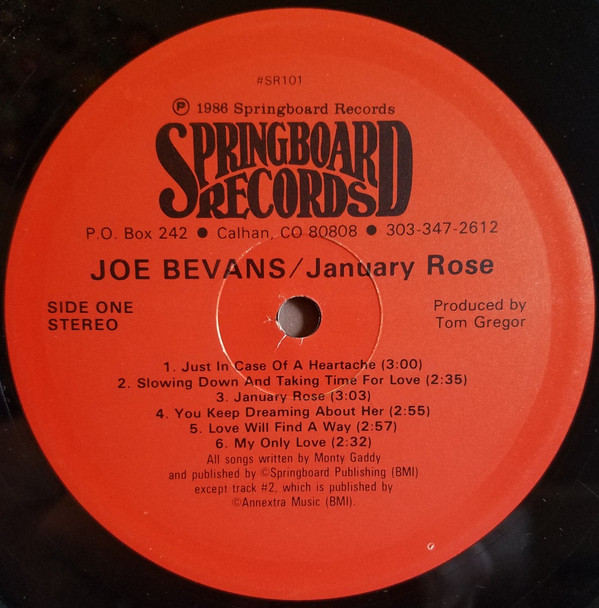 #SR101
℗ 1986 Springboard Records
SPRINGBOARD
RECORDS
P.O. Box 242 ● Calhan, CO 80808 ● 303-347-2612
JOE BEVANS/January Rose
SIDE ONE
STEREO
Produced by
Tom Gregor
1. Just In Case Of A Heartache (3:00)
2. Slowing Down And Taking Time For Love (2:35)
3. January Rose (3:03)
4. You Keep Dreaming About Her (2:55)
5. Love Will Find A Way (2:57)
6. My Only Love (2:32)
All songs written by Monty Gaddy
and published by ©Springboard Publishing (BMI)
except track #2, which is published by
©Annextra Music (BMI).